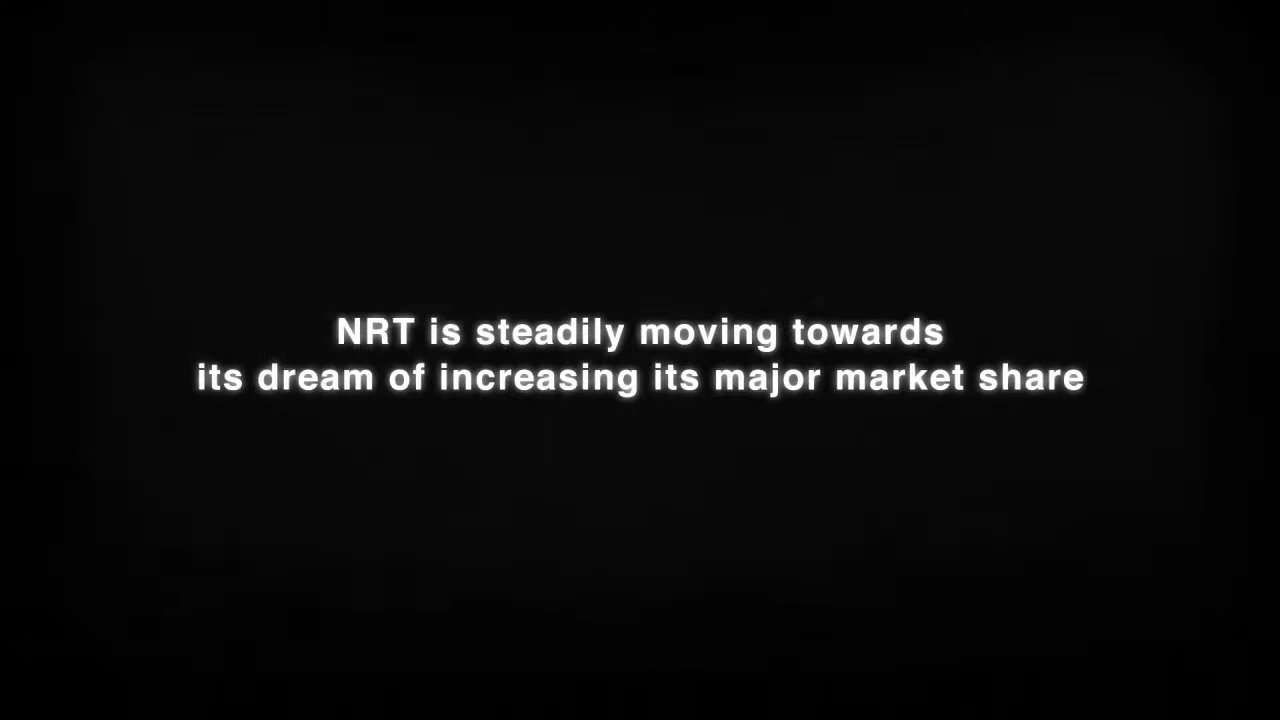 NRT is steadily moving towards
its dream of increasing its major market share